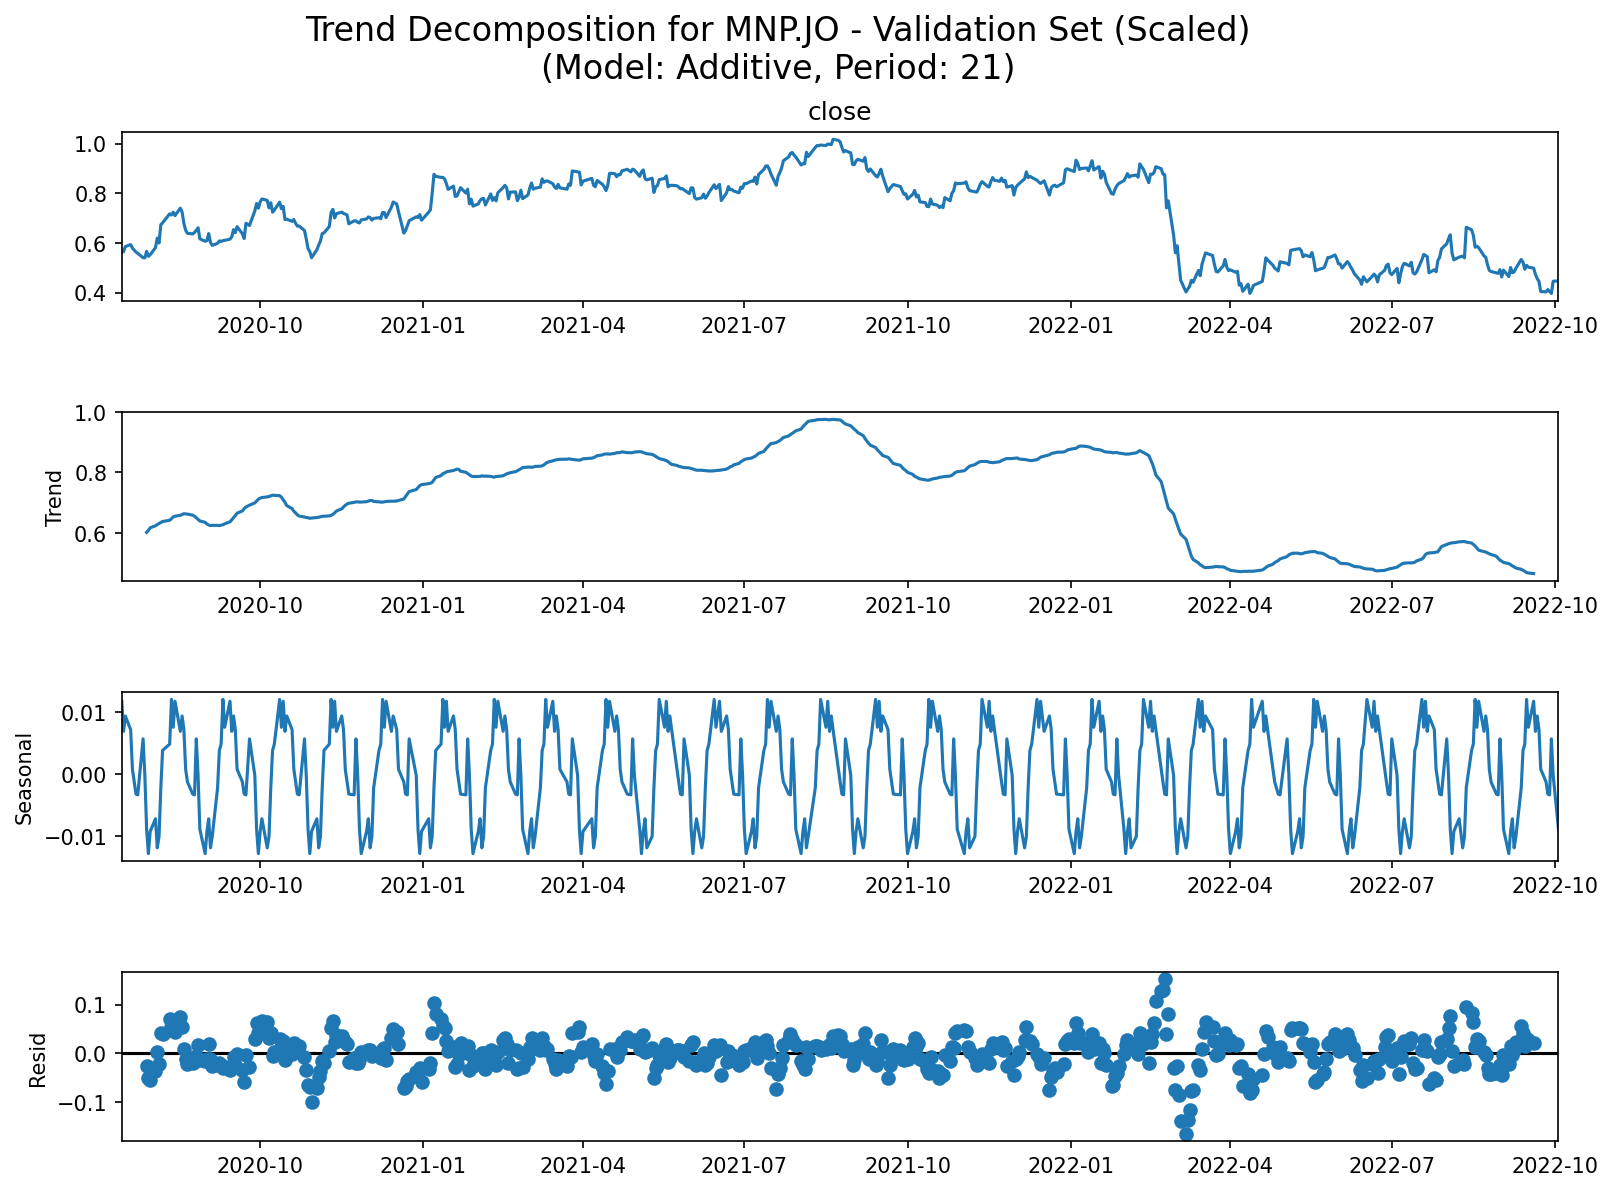 Trend Decomposition for MNP.JO - Validation Set (Scaled)
(Model: Additive, Period: 21)
close
1.0
0.8
0.6
0.4
2020-10 2021-01 2021-04 2021-07 2021-10 2022-01 2022-04 2022-07 2022-10
Trend
1.0
0.8
0.6
2020-10 2021-01 2021-04 2021-07 2021-10 2022-01 2022-04 2022-07 2022-10
Seasonal
0.01
0.00
−0.01
2020-10 2021-01 2021-04 2021-07 2021-10 2022-01 2022-04 2022-07 2022-10
Resid
0.1
0.0
−0.1
2020-10 2021-01 2021-04 2021-07 2021-10 2022-01 2022-04 2022-07 2022-10